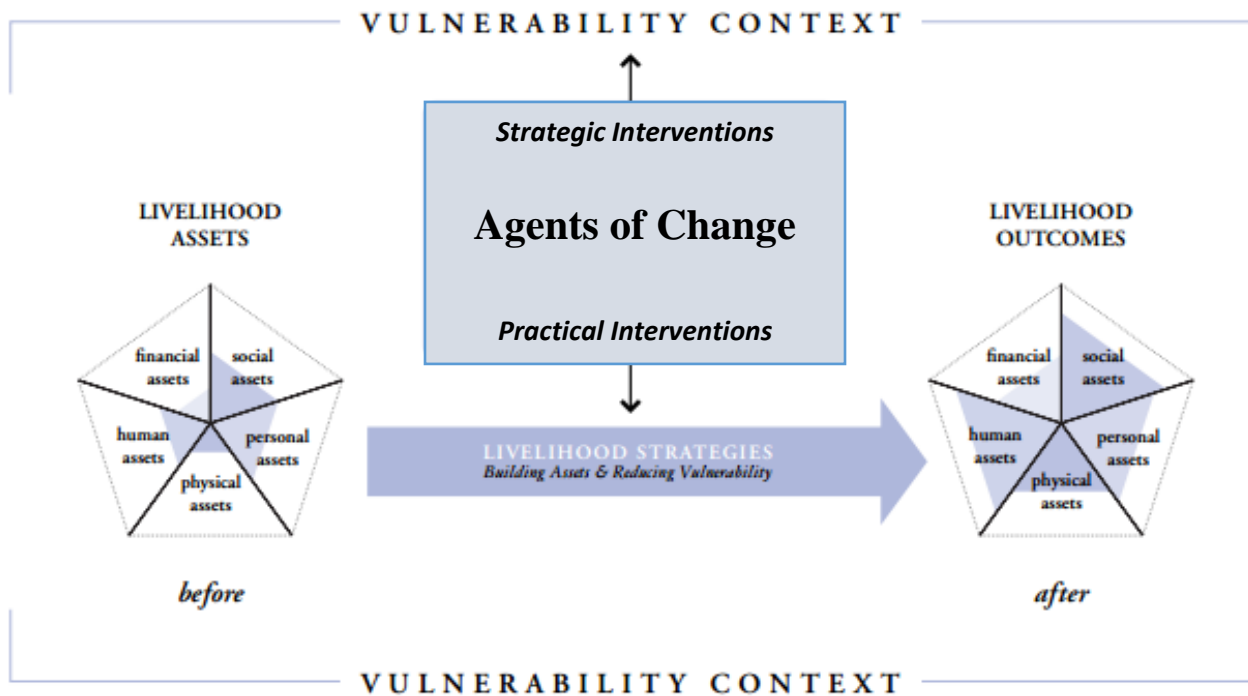 VULNERABILITY CONTEXT
Strategic Interventions
Agents of Change
Practical Interventions
LIVELIHOOD
ASSETS
financial
assets
social
assets
human
assets
personal
assets
physical
assets
before
LIVELIHOOD STRATEGIES
Building Assets & Reducing Vulnerability
LIVELIHOOD
OUTCOMES
financial
assets
social
assets
human
assets
personal
assets
physical
assets
after
VULNERABILITY CONTEXT